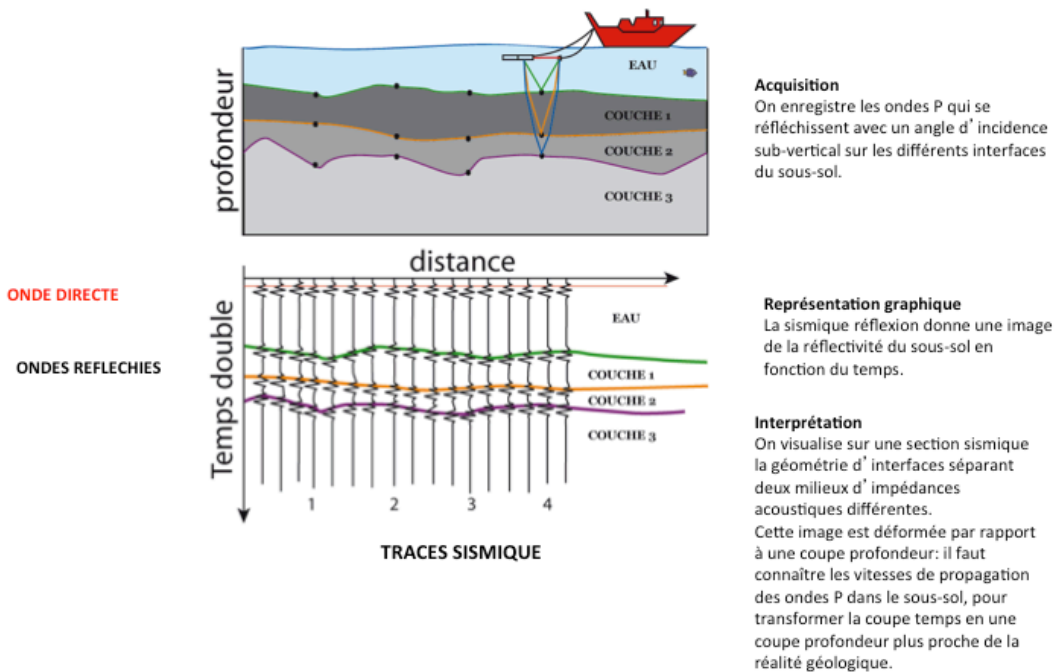 profondeur
EAU
COUCHE 1
COUCHE 2
COUCHE 3
Acquisition
On enregistre les ondes P qui se
réfléchissent avec un angle d’ incidence
sub-vertical sur les différents interfaces
du sous-sol.
distance
ONDE DIRECTE
ONDES REFLECHIES
Temps double
EAU
COUCHE 1
COUCHE 2
COUCHE 3
1 2 3 4
TRACES SISMIQUE
Représentation graphique
La sismique réflexion donne une image
de la réflectivité du sous-sol en
fonction du temps.
Interprétation
On visualise sur une section sismique
la géométrie d’ interfaces séparant
deux milieux d’ impédances
acoustiques différentes.
Cette image est déformée par rapport
à une coupe profondeur: il faut
connaître les vitesses de propagation
des ondes P dans le sous-sol, pour
transformer la coupe temps en une
coupe profondeur plus proche de la
réalité géologique.